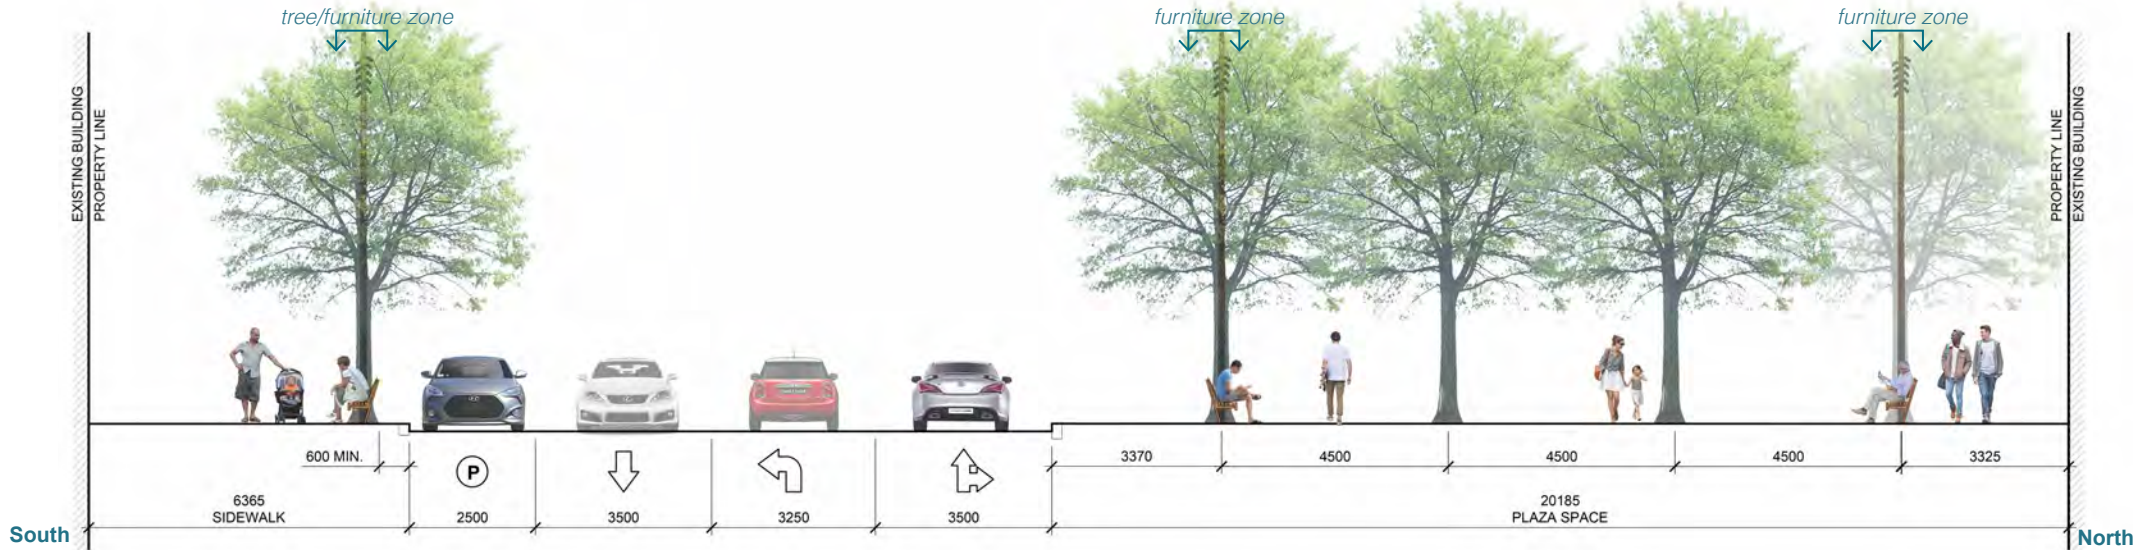 tree/furniture zone
furniture zone
furniture zone
EXISTING BUILDING
PROPERTY LINE
PROPERTY LINE
EXISTING BUILDING
600 MIN.
P
3370
4500
4500
4500
3325
6365
SIDEWALK
2500
3500
3250
3500
20185
PLAZA SPACE
South
North